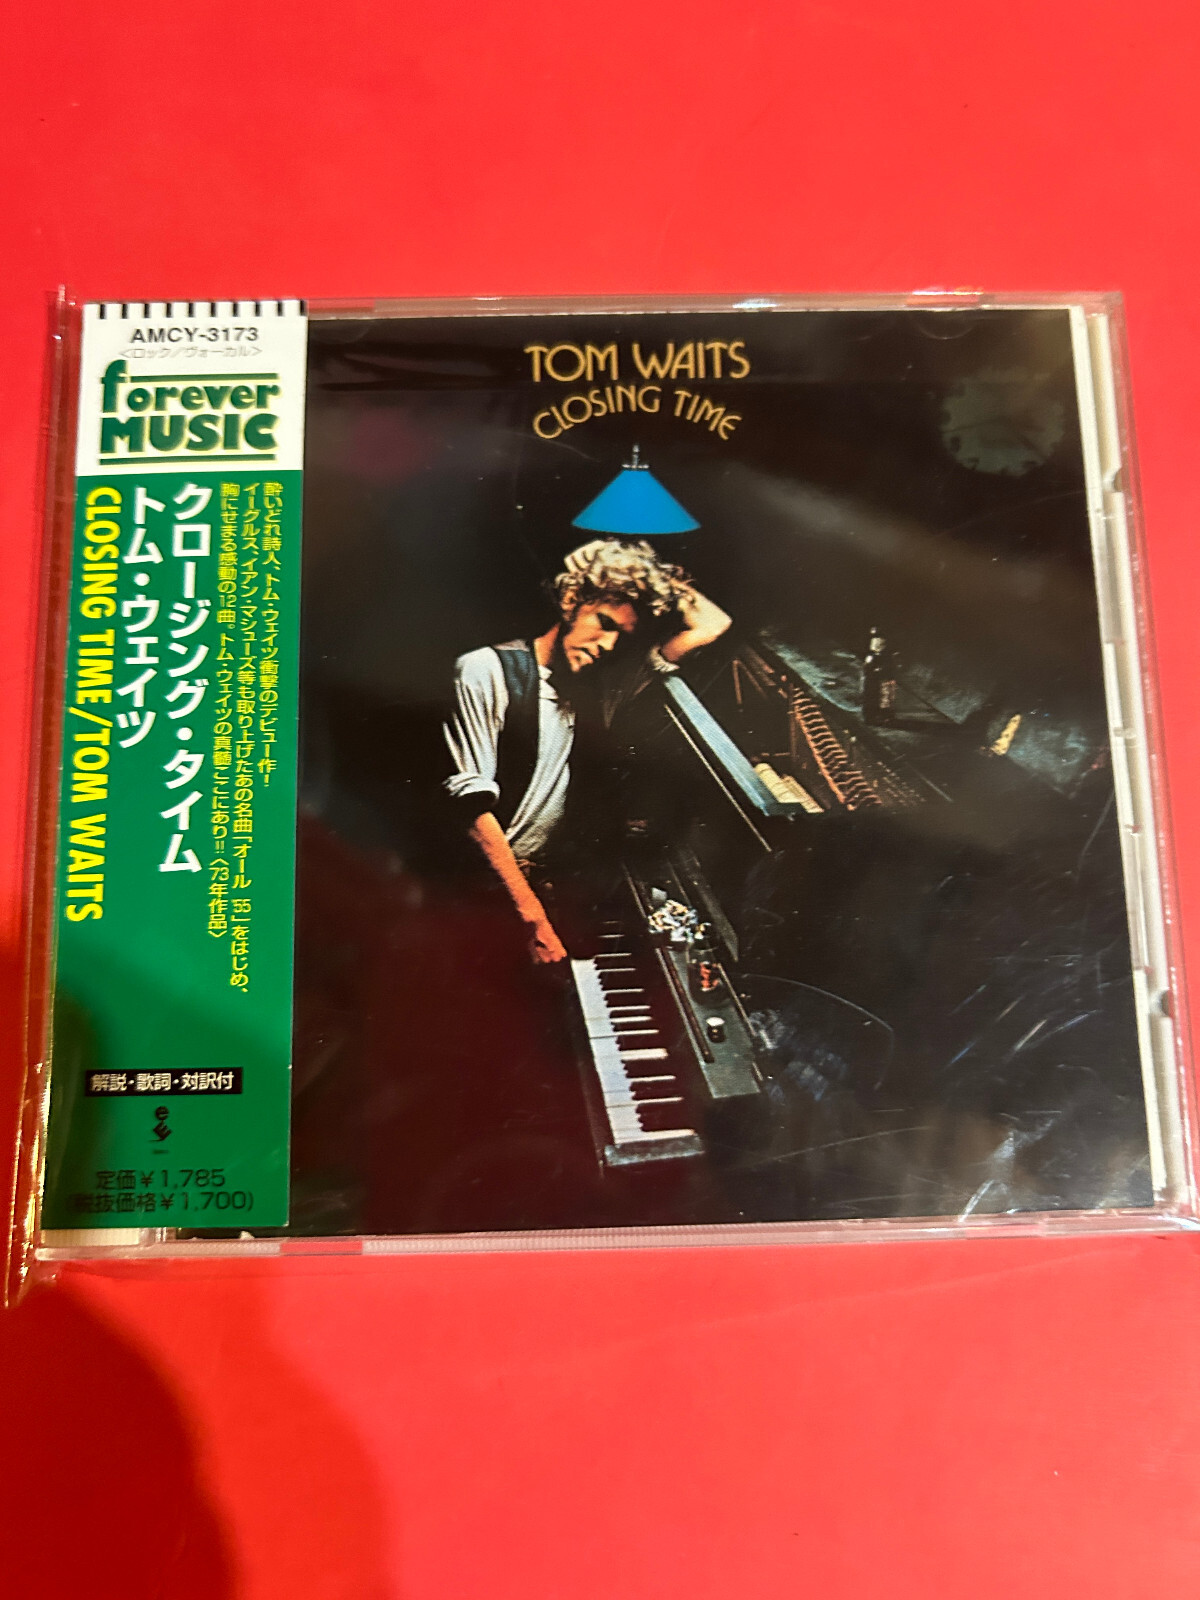 AMCY-3173
<ロック/ヴォーカル>
forever
MUSIC
クロージング・タイム
トム・ウェイツ
CLOSING TIME/TOM WAITS
酔いどれ詩人、トム・ウェイツ衝撃のデビュー作!
イーグルス、イアン・マシューズ等も取り上げたあの名曲「オール'55」をはじめ、
胸にせまる感動の12曲。トム・ウェイツの真髄ここにあり!!〈'73年作品〉
解説・歌詞・対訳付
e
定価¥1,785
(税抜価格¥1,700)
TOM WAITS
CLOSING TIME